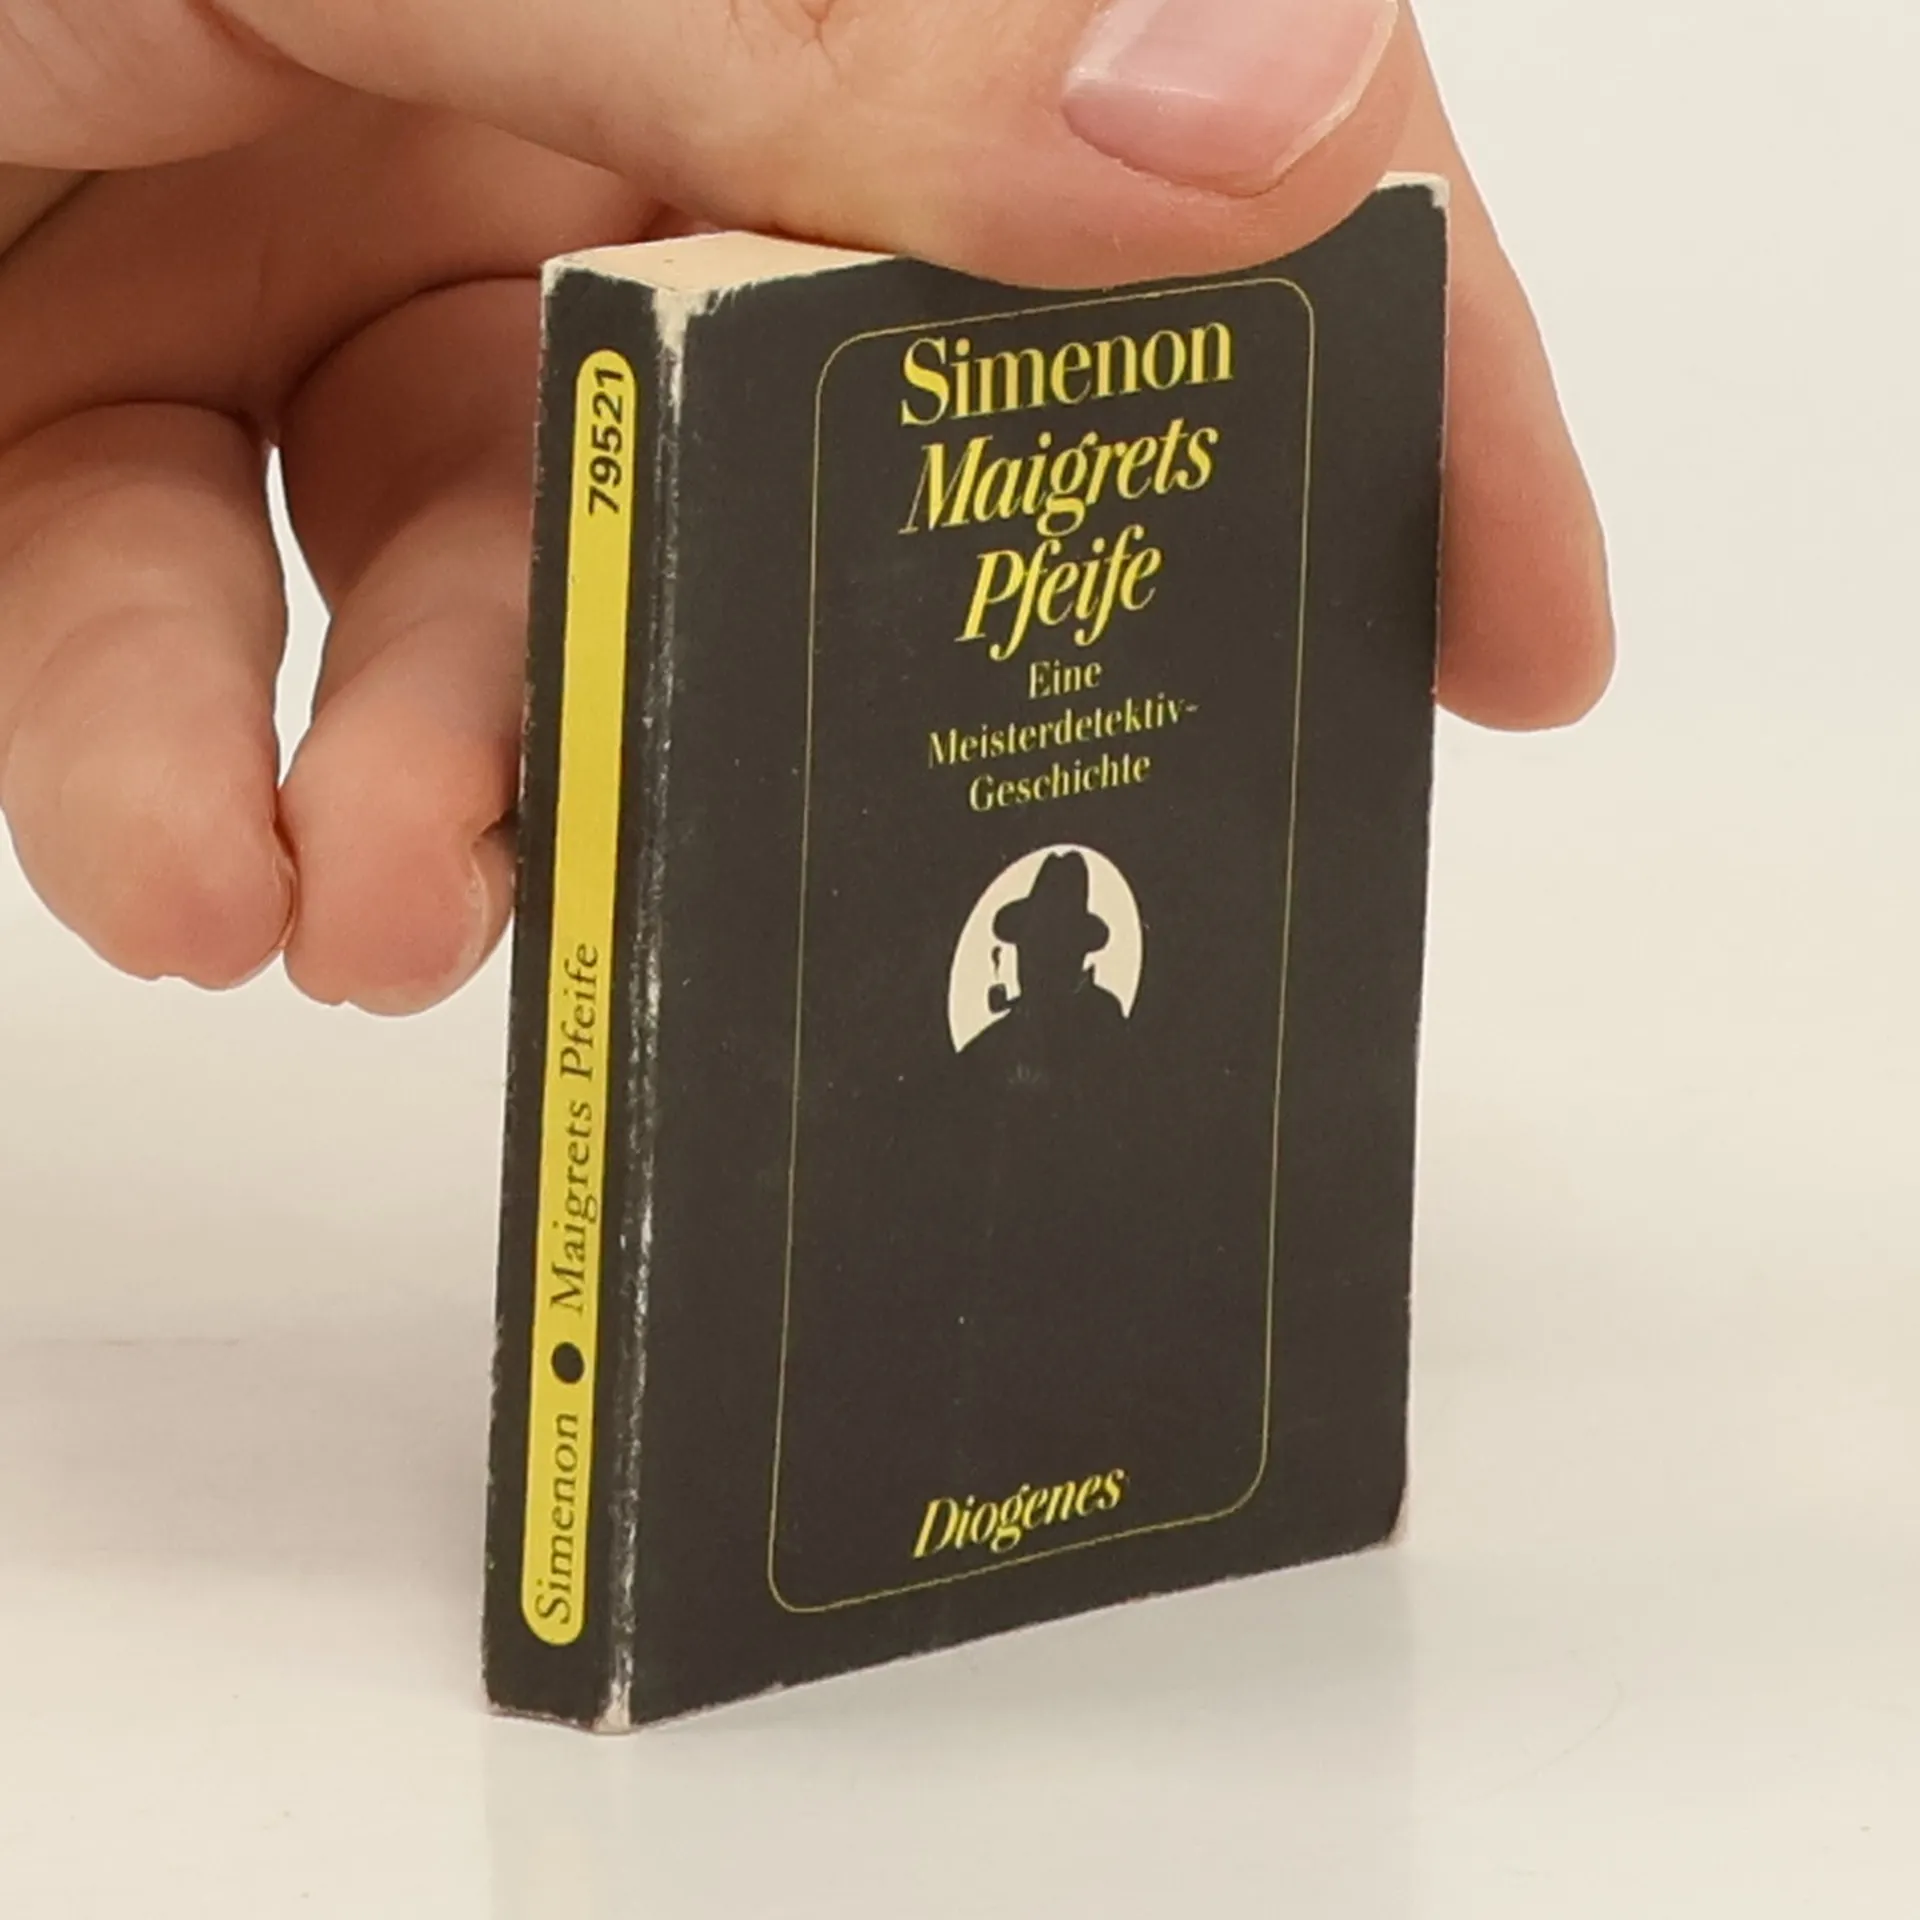 79521
Simenon ● Maigrets Pfeife
Simenon
Maigrets
Pfeife
Eine
Meisterdetektiv-
Geschichte
Diogenes